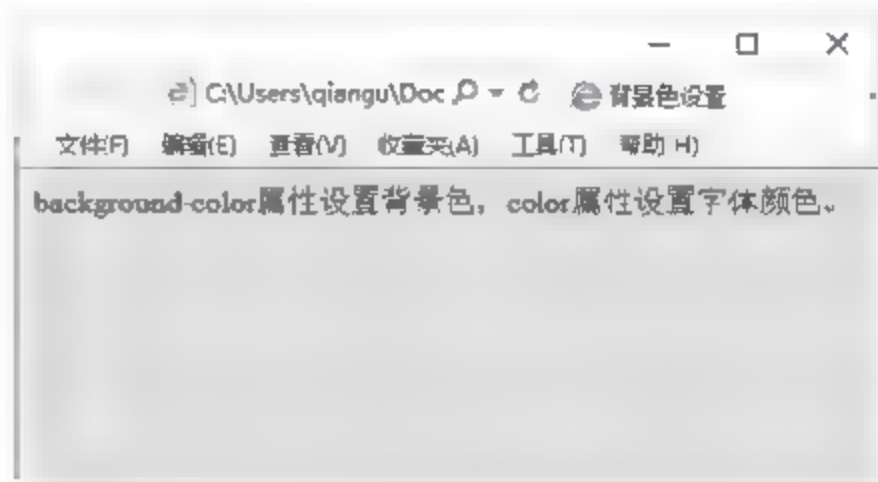 C:\Users\qiangu\Doc 背景色设置
文件(F) 编辑(E) 查看(V) 收藏夹(A) 工具(T) 帮助(H)
background-color属性设置背景色，color属性设置字体颜色。